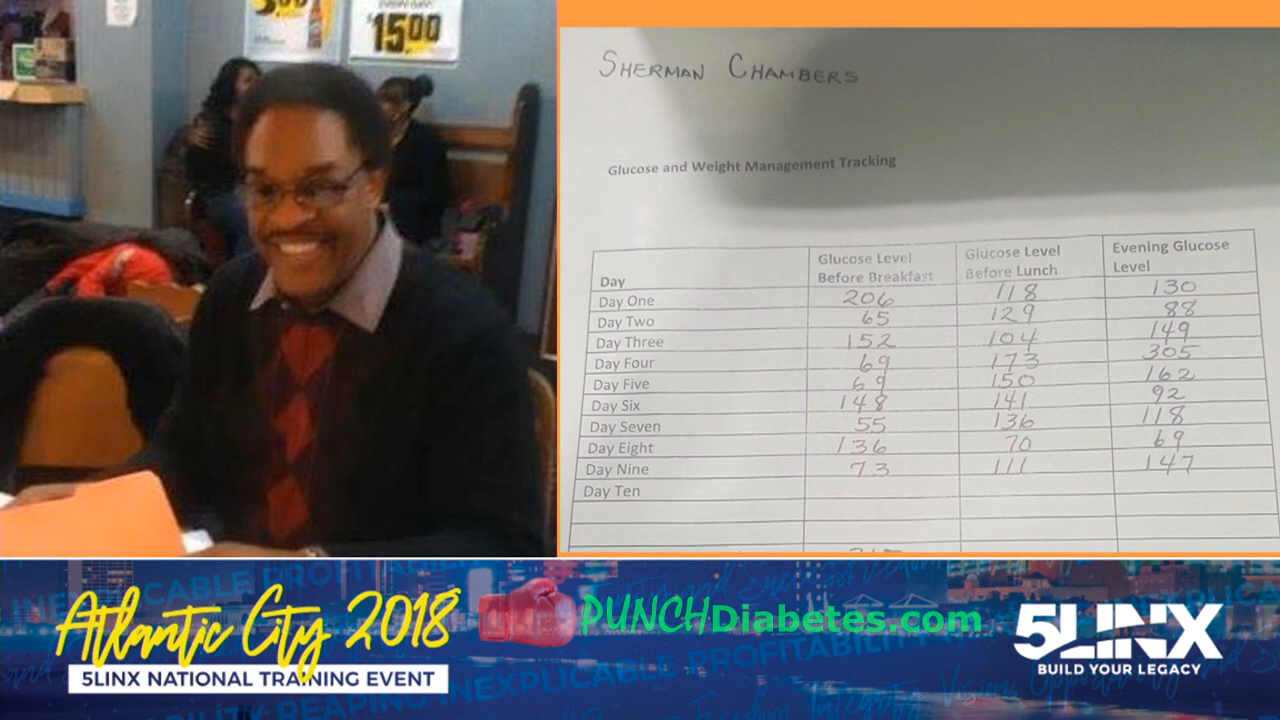 $15.00
SHERMAN CHAMBERS
Glucose and Weight Management Tracking
Day	Glucose Level Before Breakfast	Glucose Level Before Lunch	Evening Glucose Level
Day One	206	118	130
Day Two	65	129	88
Day Three	152	104	149
Day Four	69	173	305
Day Five	69	150	162
Day Six	148	141	92
Day Seven	55	136	118
Day Eight	136	70	69
Day Nine	73	111	147
Day Ten
Atlantic City 2018
5LINX NATIONAL TRAINING EVENT
PUNCHDiabetes.com
5LINX
BUILD YOUR LEGACY